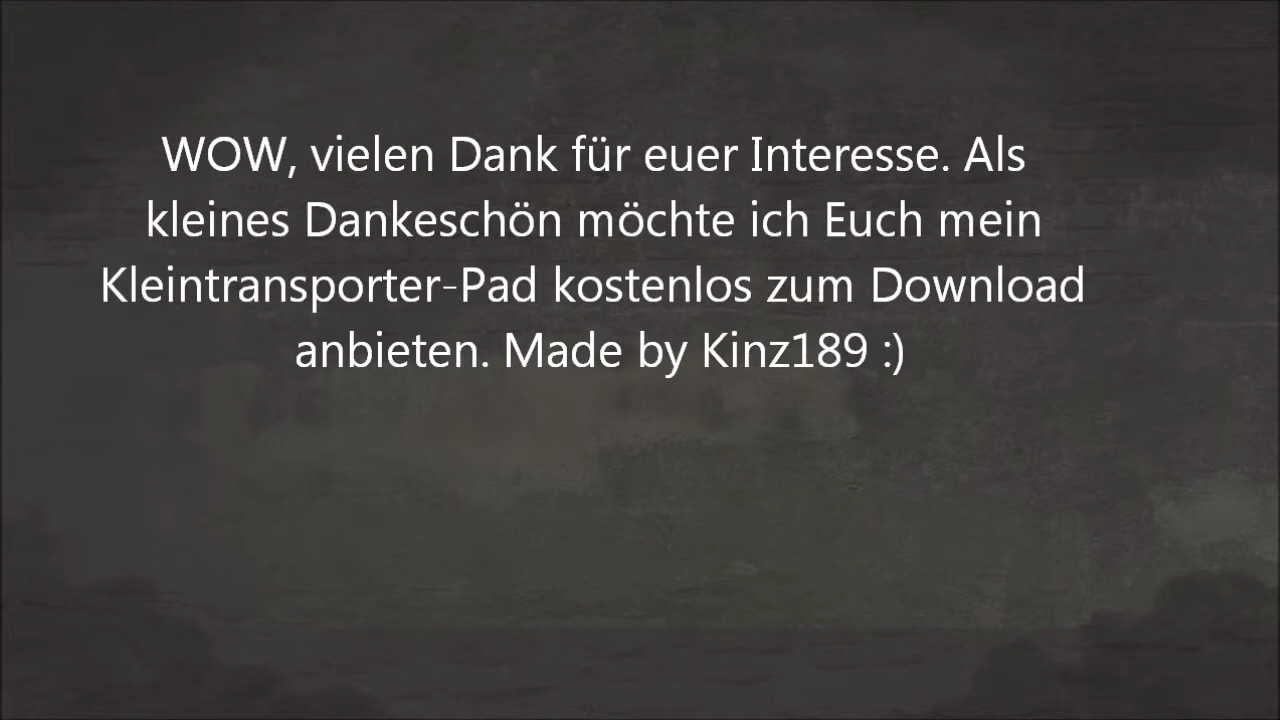 WOW, vielen Dank für euer Interesse. Als
kleines Dankeschön möchte ich Euch mein
Kleintransporter-Pad kostenlos zum Download
anbieten. Made by Kinz189 :)